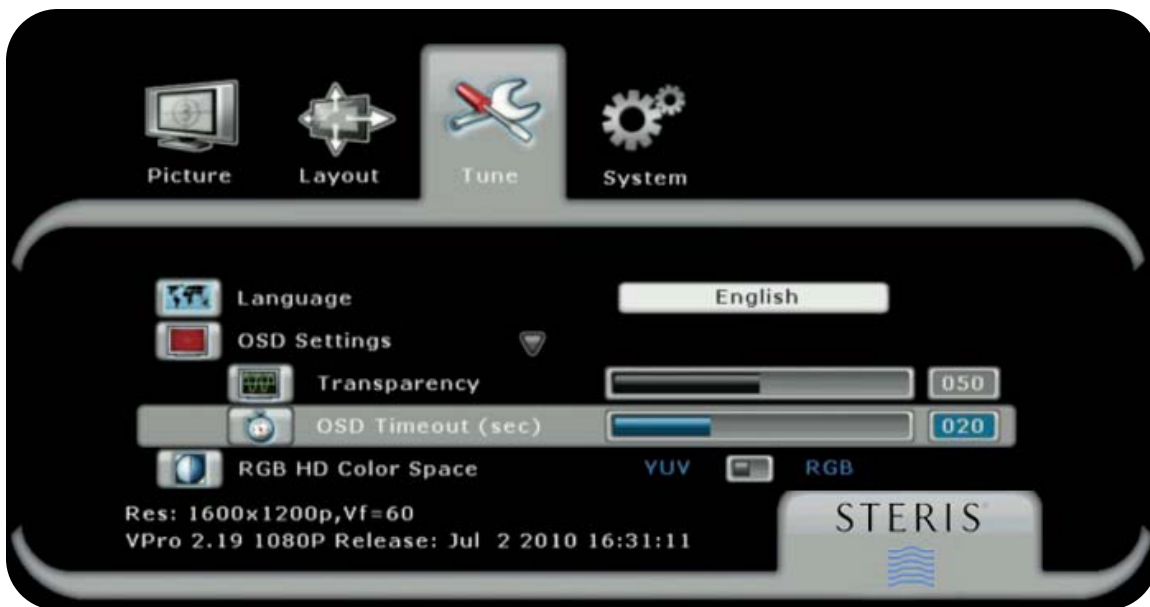 Picture Layout Tune System
Language English
OSD Settings
Transparency 050
OSD Timeout (sec) 020
RGB HD Color Space YUV RGB
Res: 1600x1200p,Vf=60
VPro 2.19 1080P Release: Jul 2 2010 16:31:11
STERIS